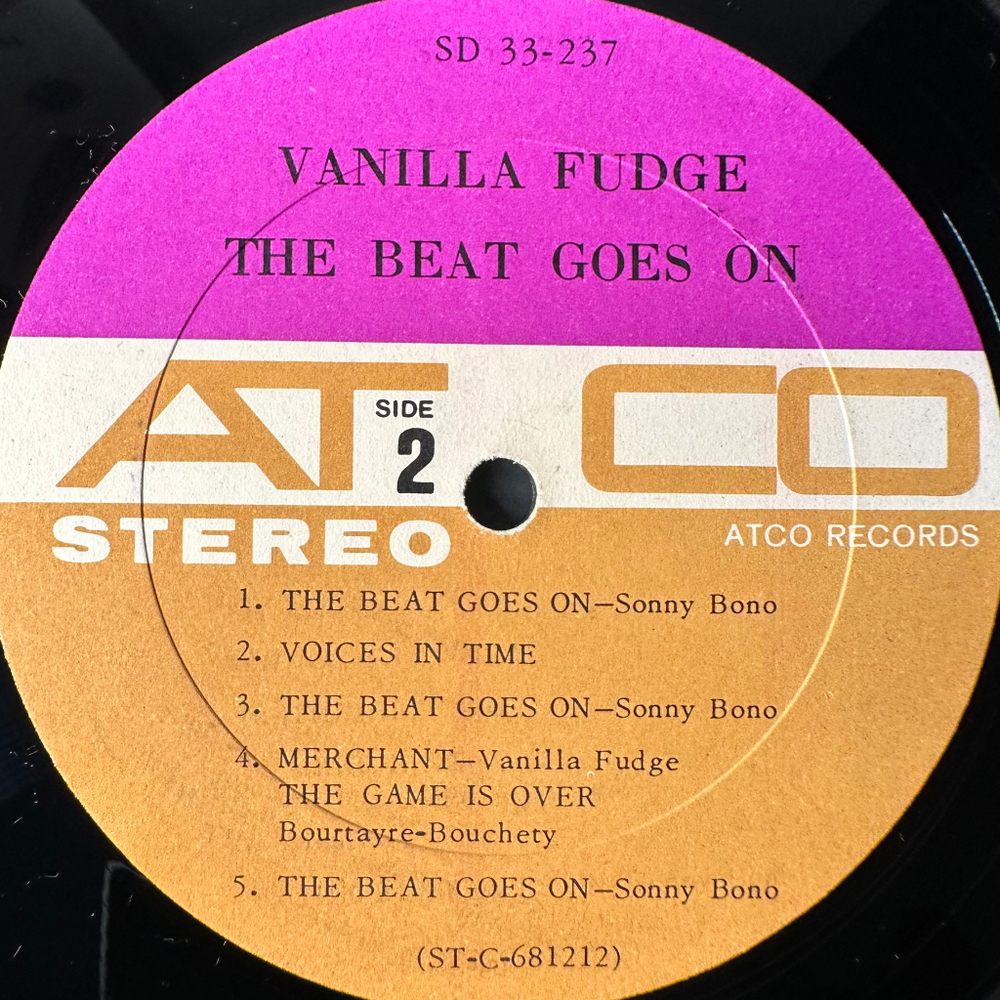 SD 33-237
VANILLA FUDGE
THE BEAT GOES ON
ATCO
SIDE
2
STEREO
ATCO RECORDS
1. THE BEAT GOES ON—Sonny Bono
2. VOICES IN TIME
3. THE BEAT GOES ON—Sonny Bono
4. MERCHANT—Vanilla Fudge
THE GAME IS OVER
Bourtayre-Bouchety
5. THE BEAT GOES ON—Sonny Bono
(ST-C-681212)